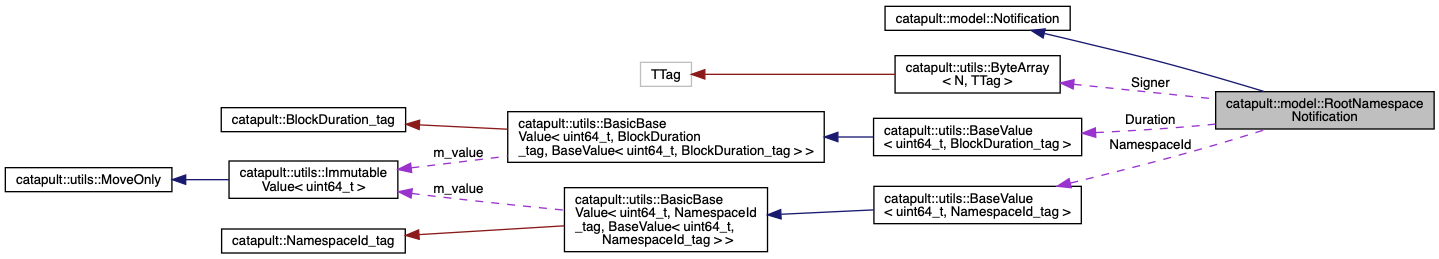 catapult::model::Notification
TTag
catapult::utils::ByteArray
< N, TTag >
Signer
catapult::model::RootNamespace
Notification
catapult::BlockDuration_tag
catapult::utils::BasicBase
Value< uint64_t, BlockDuration
_tag, BaseValue< uint64_t, BlockDuration_tag > >
catapult::utils::BaseValue
< uint64_t, BlockDuration_tag >
Duration
NamespaceId
m_value
catapult::utils::MoveOnly
catapult::utils::Immutable
Value< uint64_t >
m_value
catapult::utils::BasicBase
Value< uint64_t, NamespaceId
_tag, BaseValue< uint64_t,
NamespaceId_tag > >
catapult::utils::BaseValue
< uint64_t, NamespaceId_tag >
catapult::NamespaceId_tag